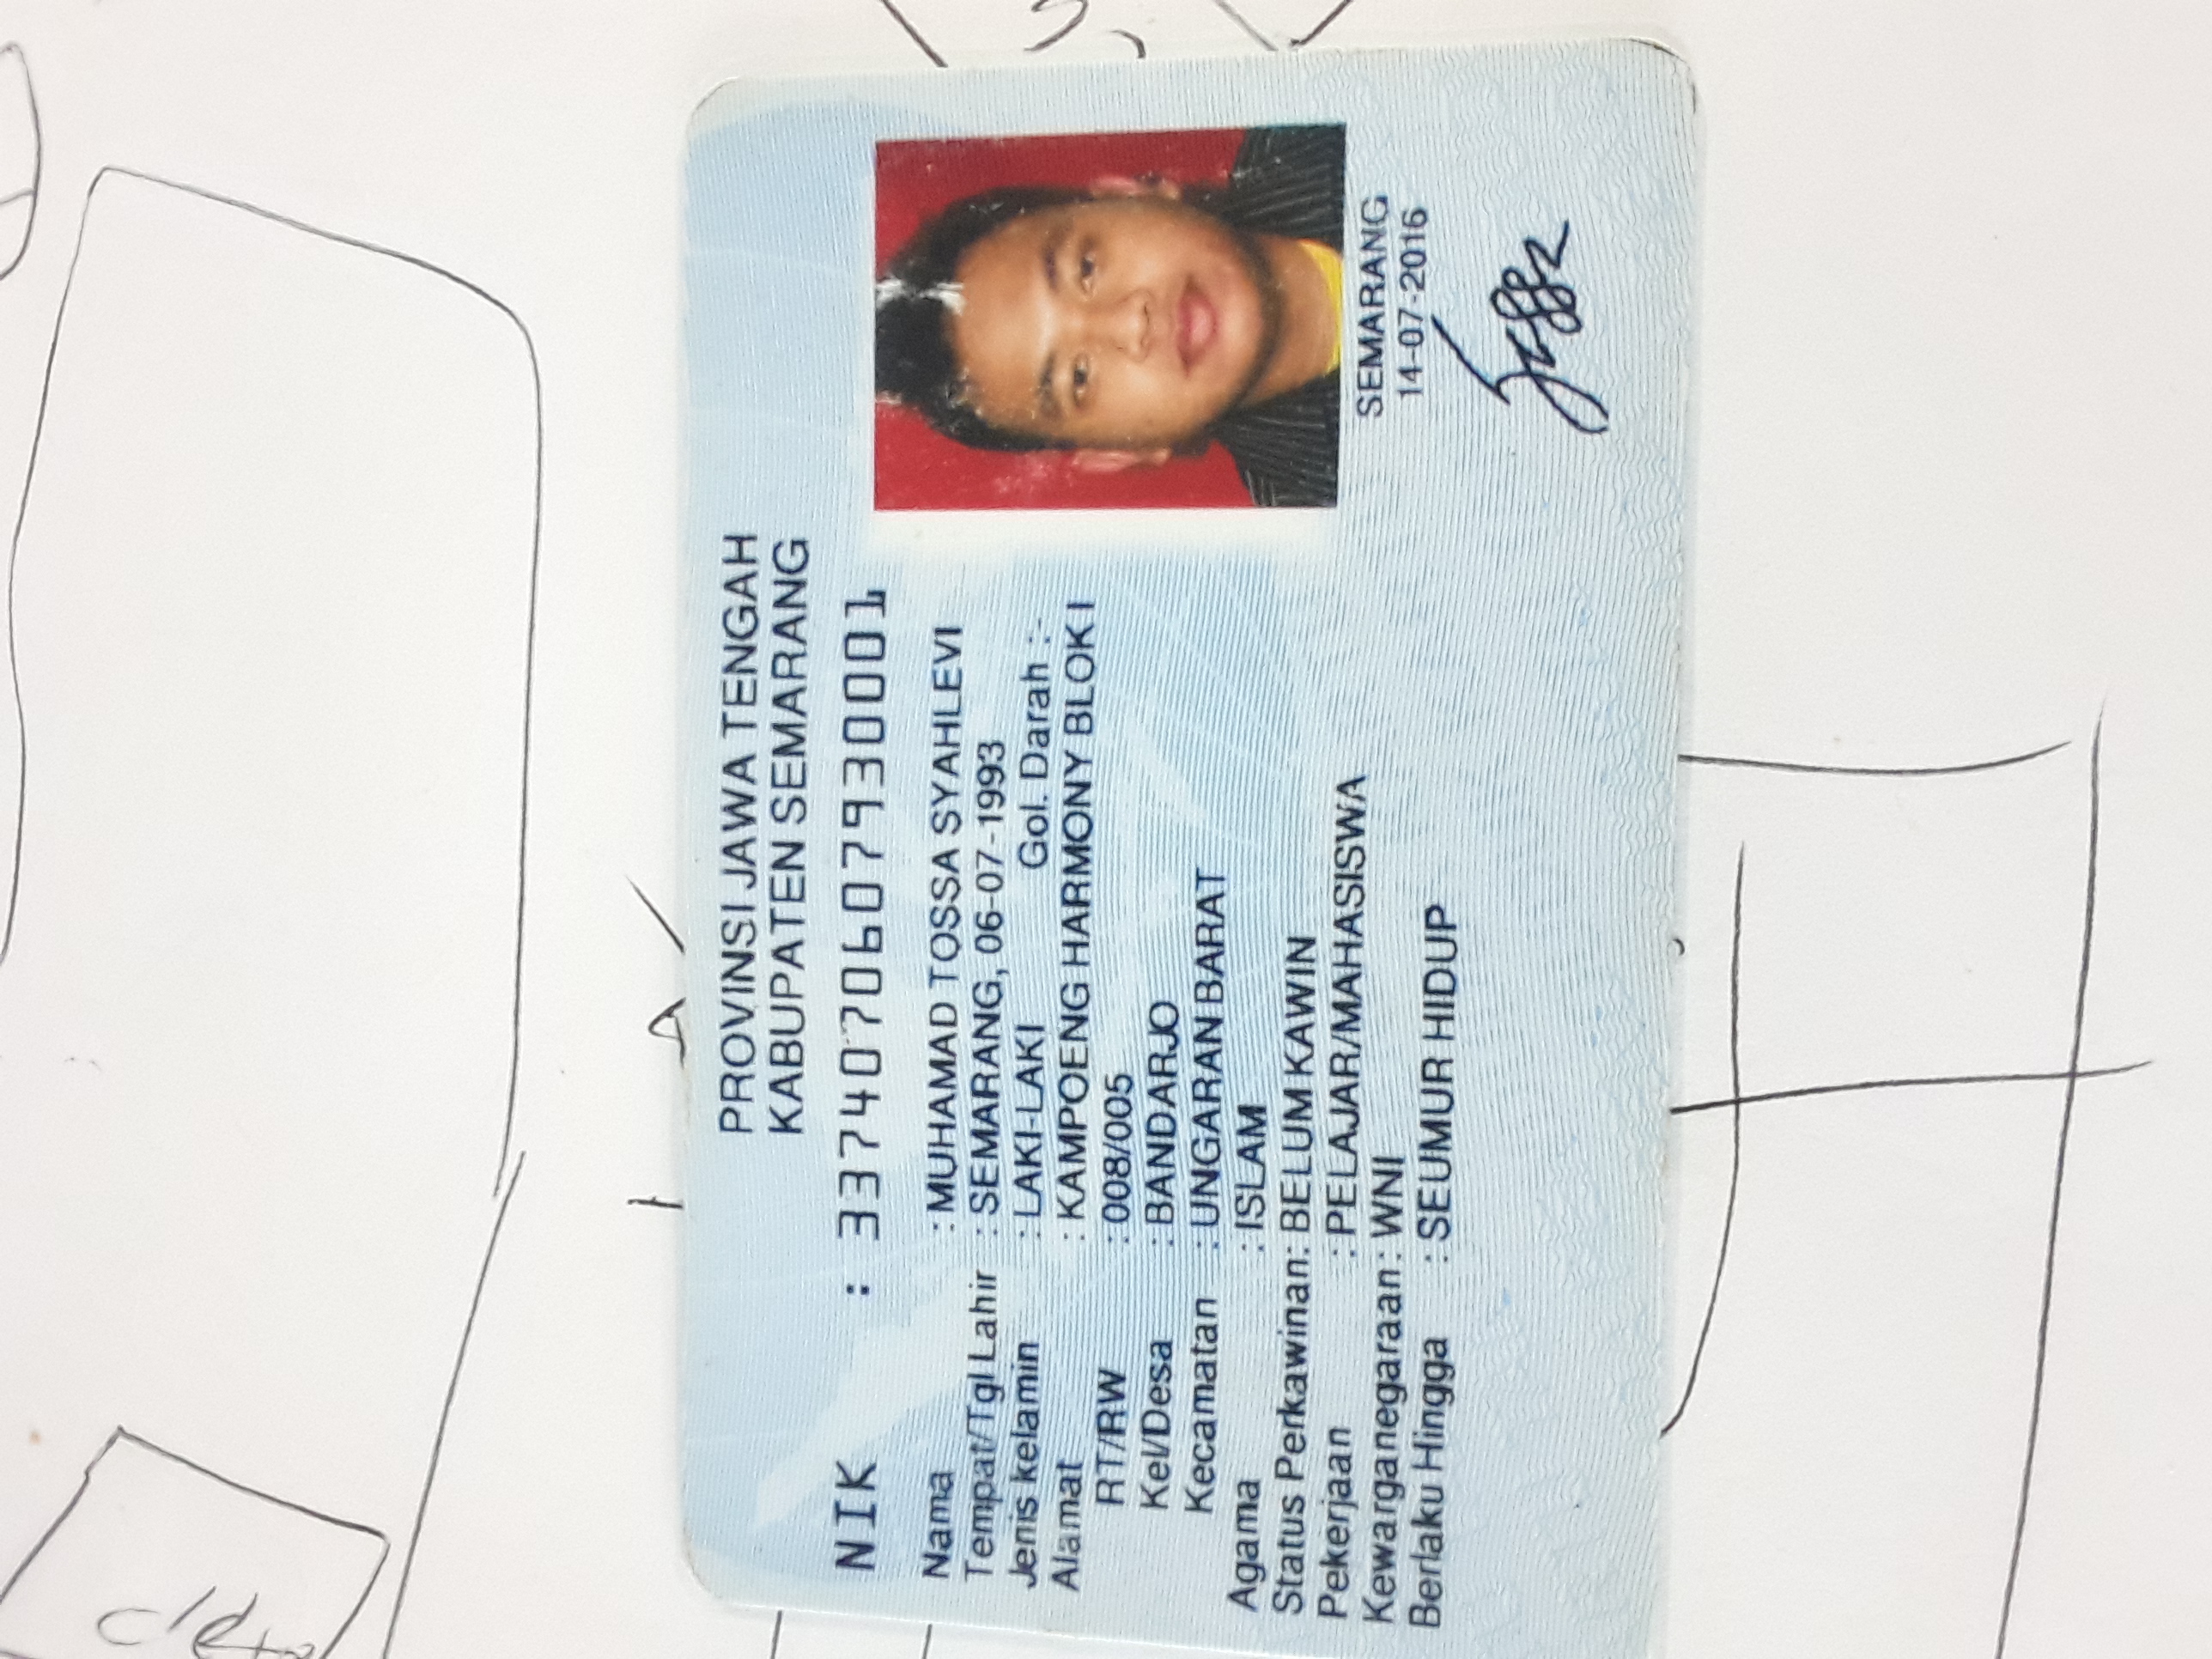 PROVINSI JAWA TENGAH
KABUPATEN SEMARANG
NIK : 3374070607930001
Nama : MUHAMAD TOSSA SYAHLEVI
Tempat/Tgl Lahir : SEMARANG, 06-07-1993
Jenis kelamin : LAKI-LAKI Gol. Darah :-
Alamat : KAMPOENG HARMONY BLOK I
RT/RW : 008/005
Kel/Desa : BANDARJO
Kecamatan : UNGARAN BARAT
Agama : ISLAM
Status Perkawinan: BELUM KAWIN
Pekerjaan : PELAJAR/MAHASISWA
Kewarganegaraan: WNI
Berlaku Hingga : SEUMUR HIDUP
SEMARANG
14-07-2016